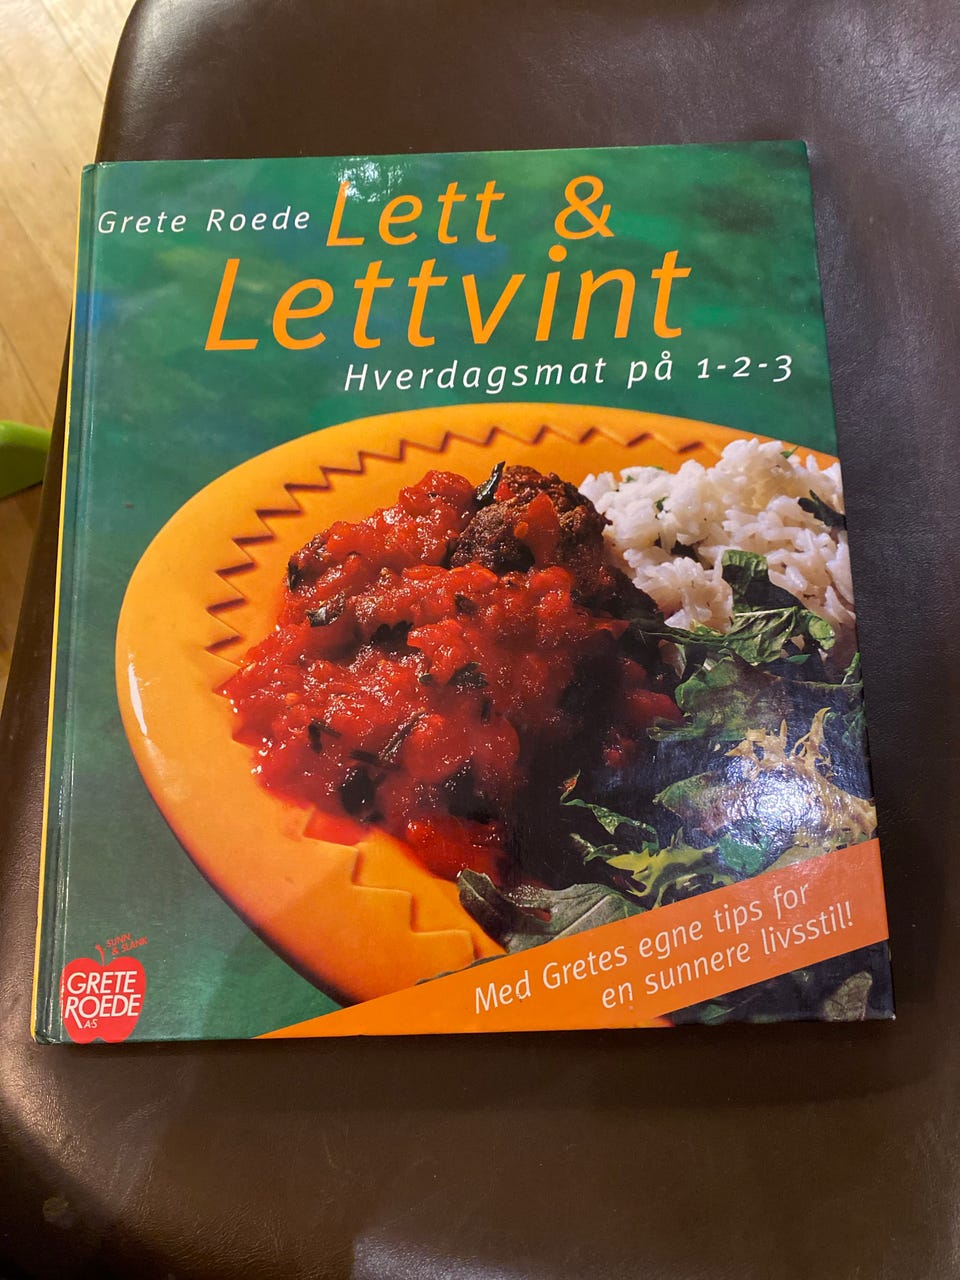 Grete Roede
Lett &
Lettvint
Hverdagsmat på 1-2-3
Med Gretes egne tips for
en sunnere livsstil!
SUNN
& SLANK
GRETE
ROEDE
A·S